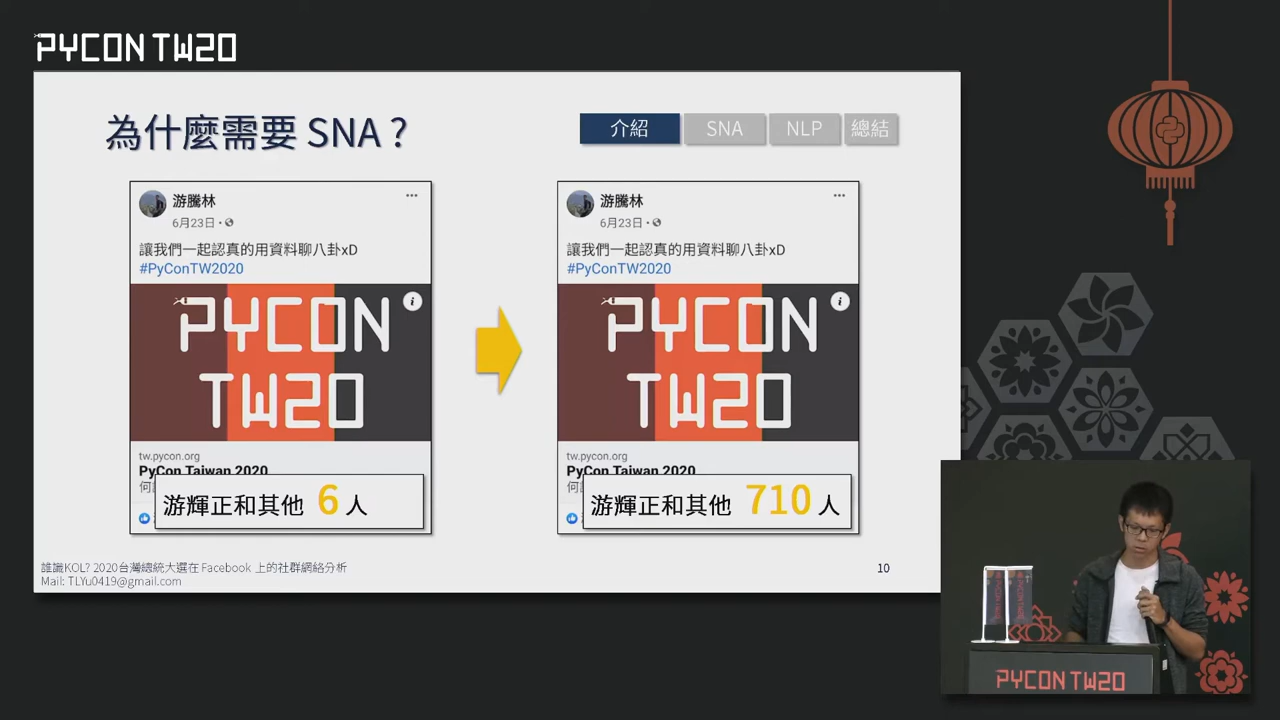 PYCON TW20
為什麼需要 SNA？
介紹
SNA
NLP
總結
游騰林
6月23日
讓我們一起認真的用資料聊八卦xD
#PyConTW2020
PYCON
TW20
tw.pycon.org
PyCon Taiwan 2020
游輝正和其他 6 人
游騰林
6月23日
讓我們一起認真的用資料聊八卦xD
#PyConTW2020
PYCON
TW20
tw.pycon.org
PyCon Taiwan 2020
游輝正和其他 710 人
誰識KOL? 2020台灣總統大選在 Facebook 上的社群網絡分析
Mail: TLYu0419@gmail.com
10
PYCON TW20